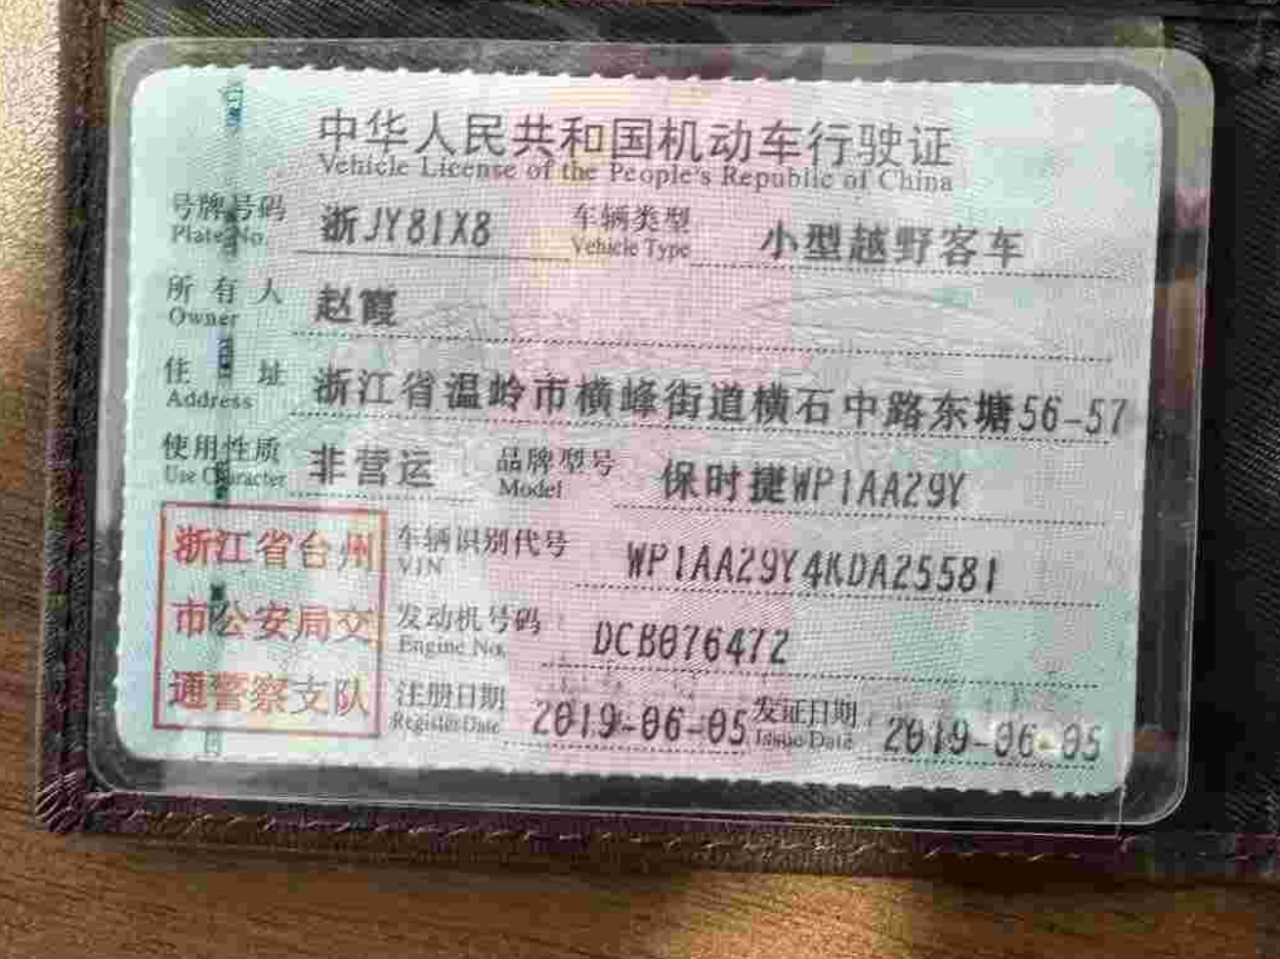 中华人民共和国机动车行驶证
Vehicle License of the People's Republic of China
号牌号码 浙JY81X8 车辆类型 小型越野客车
Plate No. Vehicle Type
所有人 赵霞
Owner
住址 浙江省温岭市横峰街道横石中路东塘56-57
Address
使用性质 非营运 品牌型号 保时捷WP1AA29Y
Use Character Model
浙江省台州 车辆识别代号 WP1AA29Y4KDA25581
VIN
市公安局交 发动机号码 DCB076472
Engine No.
通警察支队 注册日期 2019-06-05 发证日期 2019-06-05
Register Date Issue Date